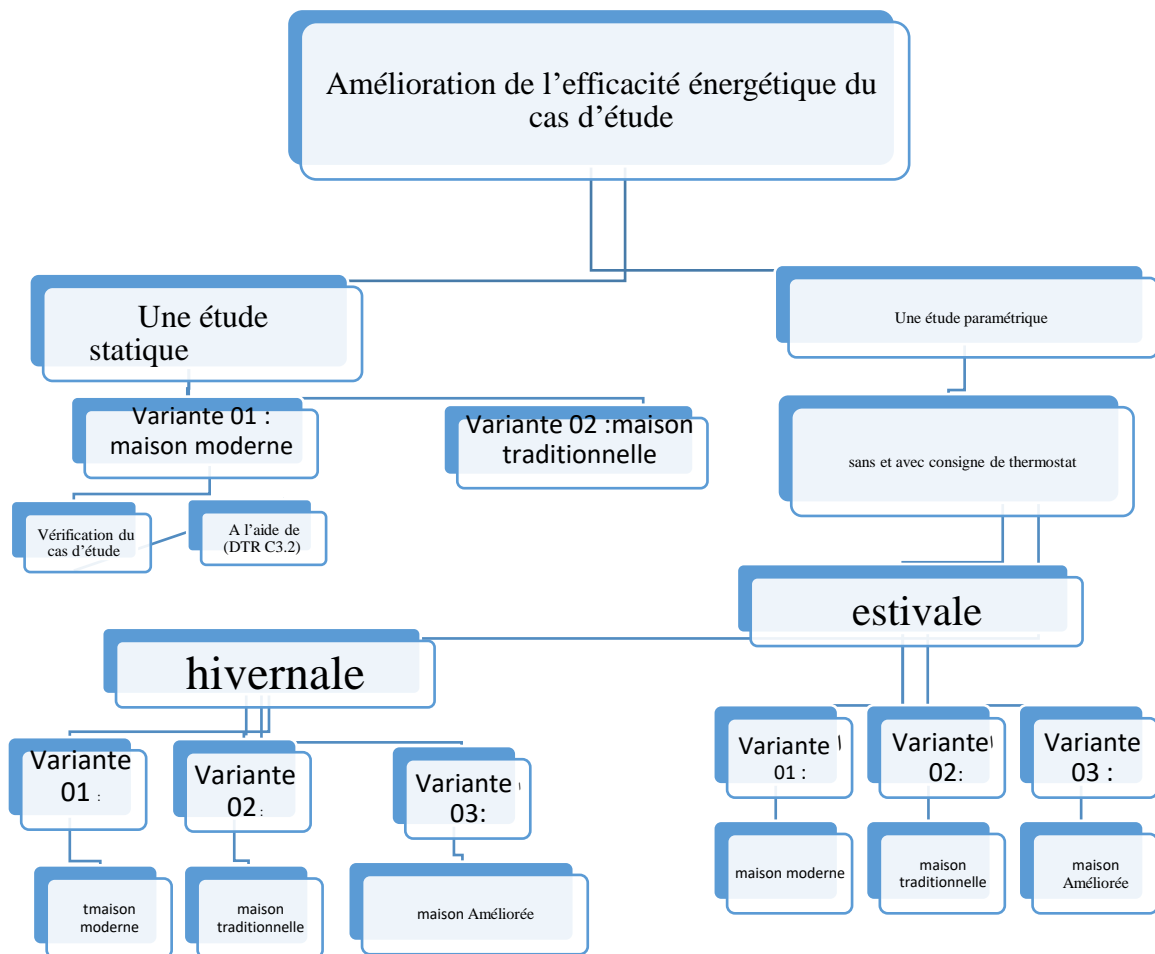 Amélioration de l’efficacité énergétique du
cas d’étude
Une étude
statique
Une étude paramétrique
Variante 01 :
maison moderne
Variante 02 :maison
traditionnelle
sans et avec consigne de thermostat
Vérification du
cas d’étude
A l’aide de
(DTR C3.2)
estivale
hivernale
Variante
01 :
Variante
02:
Variante
03 :
Variante
01 :
Variante
02:
Variante
03:
maison moderne
maison
traditionnelle
maison
Améliorée
tmaison
moderne
maison
traditionnelle
maison Améliorée